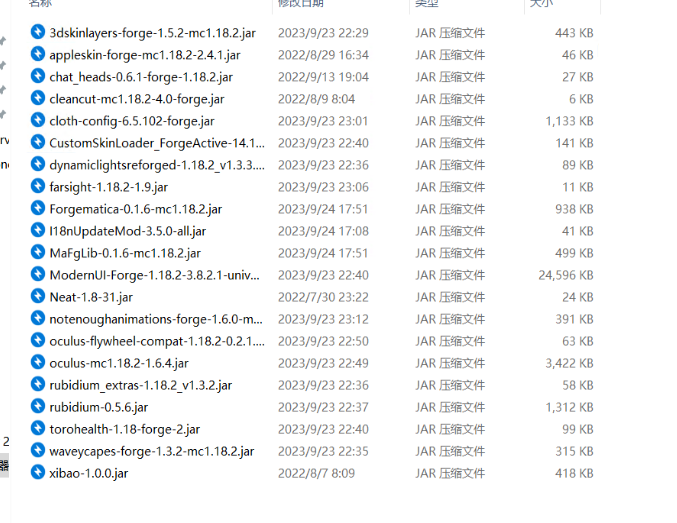 名称 修改日期 类型 大小
3dskinlayers-forge-1.5.2-mc1.18.2.jar 2023/9/23 22:29 JAR 压缩文件 443 KB
appleskin-forge-mc1.18.2-2.4.1.jar 2022/8/29 16:34 JAR 压缩文件 46 KB
chat_heads-0.6.1-forge-1.18.2.jar 2022/9/13 19:04 JAR 压缩文件 27 KB
cleancut-mc1.18.2-4.0-forge.jar 2022/8/9 8:04 JAR 压缩文件 6 KB
cloth-config-6.5.102-forge.jar 2023/9/23 23:01 JAR 压缩文件 1,133 KB
CustomSkinLoader_ForgeActive-14.1... 2023/9/23 22:40 JAR 压缩文件 141 KB
dynamiclightsreforged-1.18.2_v1.3.3.... 2023/9/23 22:36 JAR 压缩文件 89 KB
farsight-1.18.2-1.9.jar 2023/9/23 23:06 JAR 压缩文件 11 KB
Forgematica-0.1.6-mc1.18.2.jar 2023/9/24 17:51 JAR 压缩文件 938 KB
I18nUpdateMod-3.5.0-all.jar 2023/9/24 17:08 JAR 压缩文件 41 KB
MaFgLib-0.1.6-mc1.18.2.jar 2023/9/24 17:51 JAR 压缩文件 499 KB
ModernUI-Forge-1.18.2-3.8.2.1-univ... 2023/9/23 22:40 JAR 压缩文件 24,596 KB
Neat-1.8-31.jar 2022/7/30 23:22 JAR 压缩文件 24 KB
notenoughanimations-forge-1.6.0-m... 2023/9/23 23:12 JAR 压缩文件 391 KB
oculus-flywheel-compat-1.18.2-0.2.1.... 2023/9/23 22:50 JAR 压缩文件 63 KB
oculus-mc1.18.2-1.6.4.jar 2023/9/23 22:49 JAR 压缩文件 3,422 KB
rubidium_extras-1.18.2_v1.3.2.jar 2023/9/23 22:36 JAR 压缩文件 58 KB
rubidium-0.5.6.jar 2023/9/23 22:37 JAR 压缩文件 1,312 KB
torohealth-1.18-forge-2.jar 2023/9/23 22:40 JAR 压缩文件 99 KB
waveycapes-forge-1.3.2-mc1.18.2.jar 2023/9/23 22:35 JAR 压缩文件 315 KB
xibao-1.0.0.jar 2022/8/7 8:09 JAR 压缩文件 418 KB